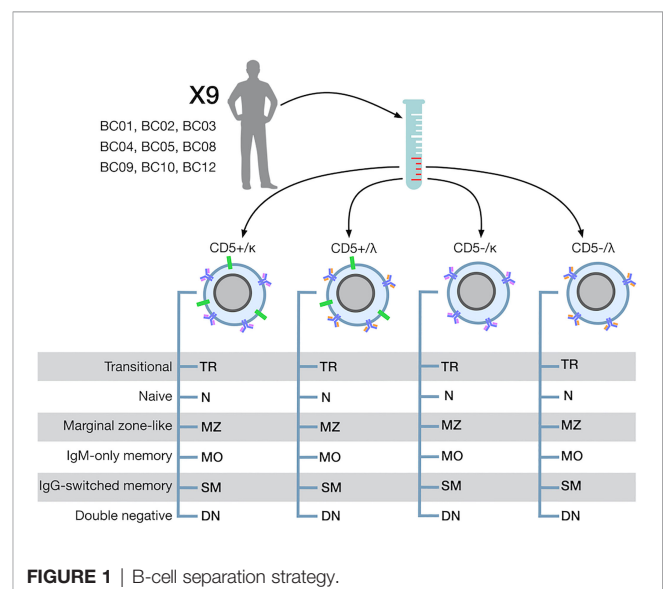 X9
BC01, BC02, BC03
BC04, BC05, BC08
BC09, BC10, BC12
CD5+/κ CD5+/λ CD5-/κ CD5-/λ
Transitional TR TR TR TR
Naive N N N N
Marginal zone-like MZ MZ MZ MZ
IgM-only memory MO MO MO MO
IgG-switched memory SM SM SM SM
Double negative DN DN DN DN
FIGURE 1 | B-cell separation strategy.